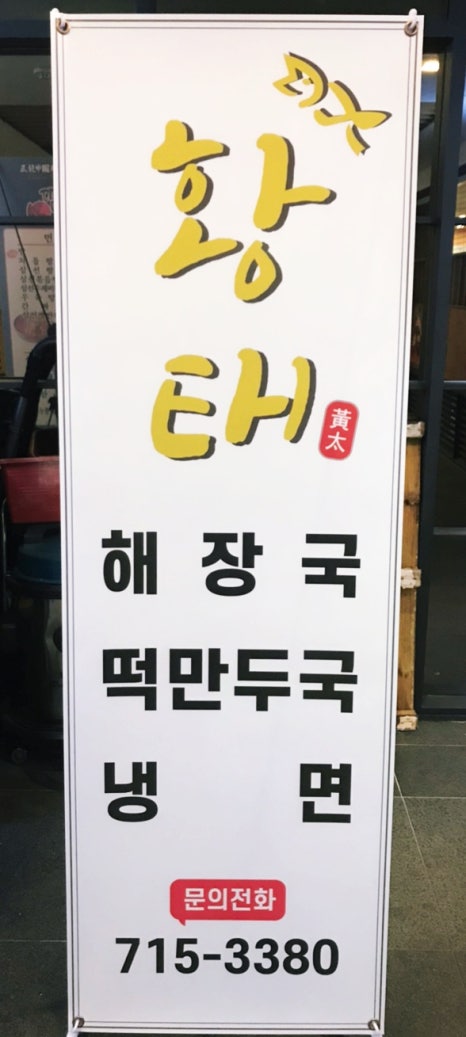 황
태
黃太
해장국
떡만두국
냉면
문의전화
715-3380